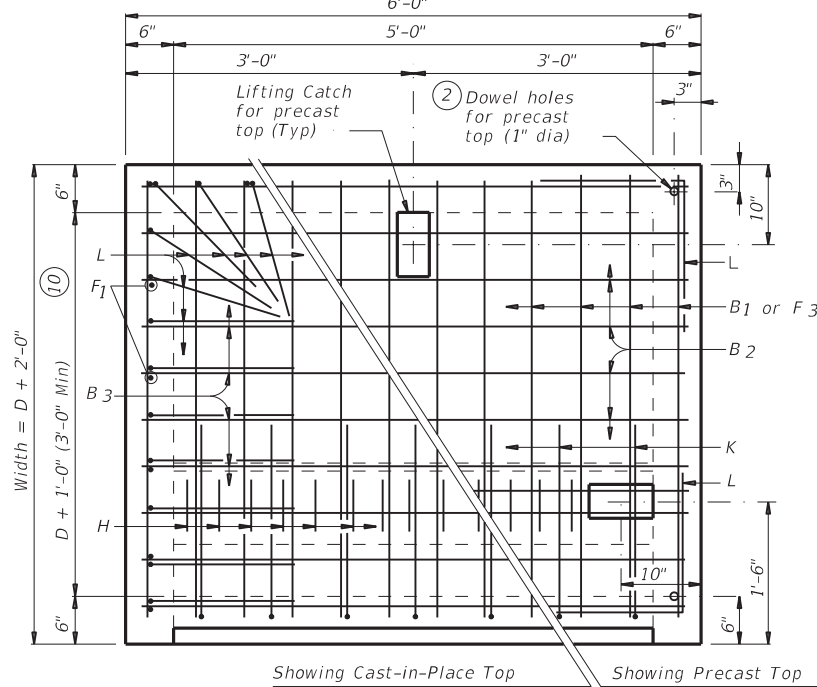 6'-0"
6"
5'-0"
6"
3'-0"
3'-0"
Lifting Catch
for precast
top (Typ)
2
Dowel holes
for precast
top (1" dia)
3"
6"
3"
10"
L
L
10
F1
B1 or F3
B2
B3
Width = D + 2'-0"
D + 1'-0" (3'-0" Min)
K
L
H
10"
1'-6"
6"
6"
Showing Cast-in-Place Top
Showing Precast Top